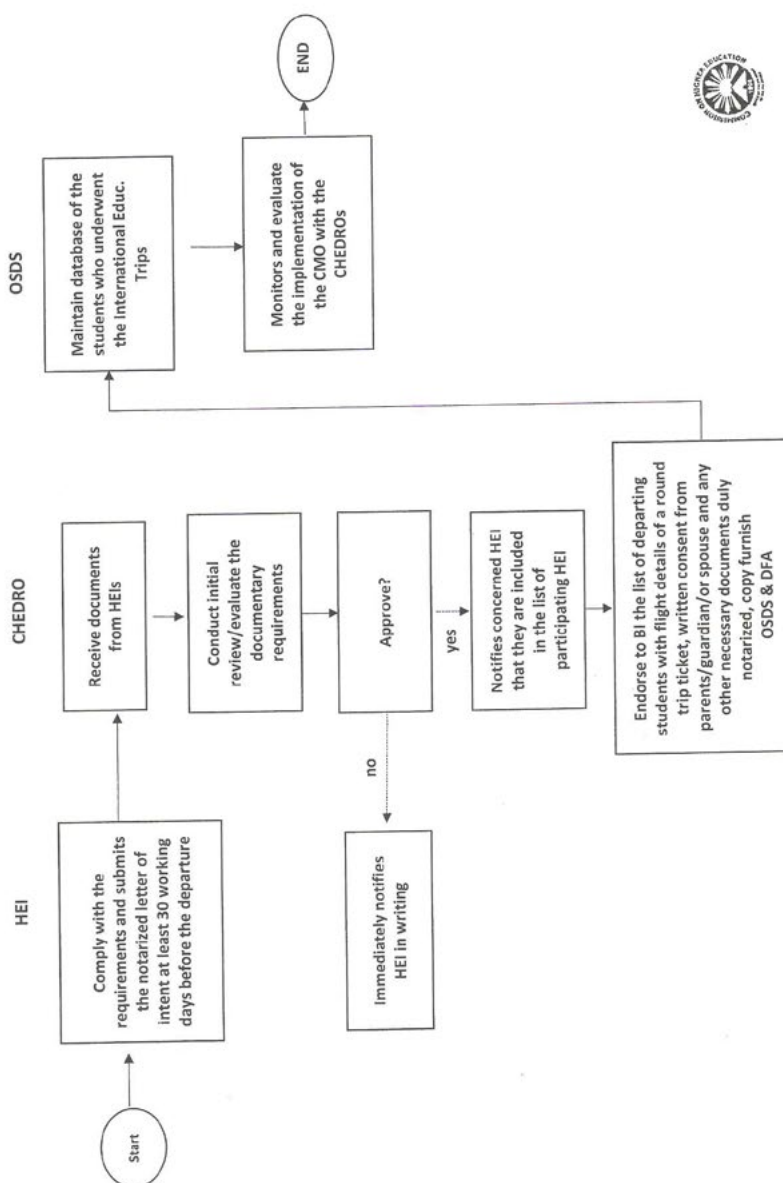 HEI
CHEDRO
OSDS
Start
Comply with the
requirements and submits
the notarized letter of
intent at least 30 working
days before the departure
Receive documents
from HEIs
Conduct initial
review/evaluate the
documentary
requirements
Approve?
no
yes
Immediately notifies
HEI in writing
Notifies concerned HEI
that they are included
in the list of
participating HEI
Endorse to BI the list of departing
students with flight details of a round
trip ticket, written consent from
parents/guardian/or spouse and any
other necessary documents duly
notarized, copy furnish
OSDS & DFA
Maintain database of the
students who underwent
the International Educ.
Trips
Monitors and evaluate
the implementation of
the CMO with the
CHEDROs
END
COMMISSION ON HIGHER EDUCATION